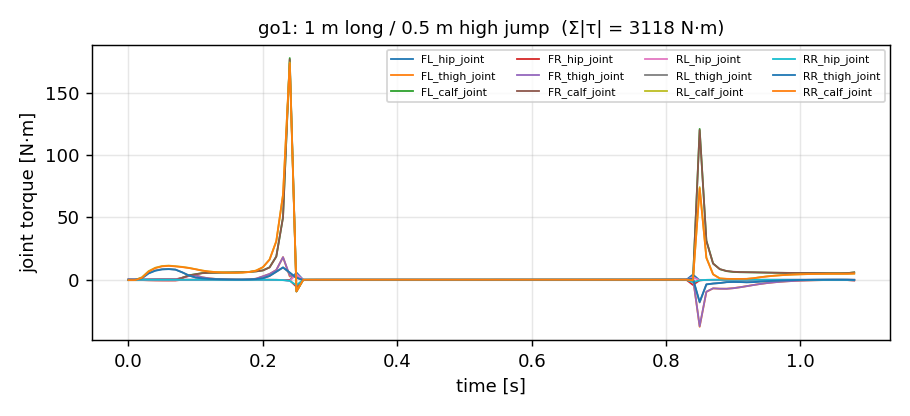 go1: 1 m long / 0.5 m high jump  (Σ|τ| = 3118 N·m)
FL_hip_joint FR_hip_joint RL_hip_joint RR_hip_joint
FL_thigh_joint FR_thigh_joint RL_thigh_joint RR_thigh_joint
FL_calf_joint FR_calf_joint RL_calf_joint RR_calf_joint
joint torque [N·m]
150
100
50
0
0.0 0.2 0.4 0.6 0.8 1.0
time [s]